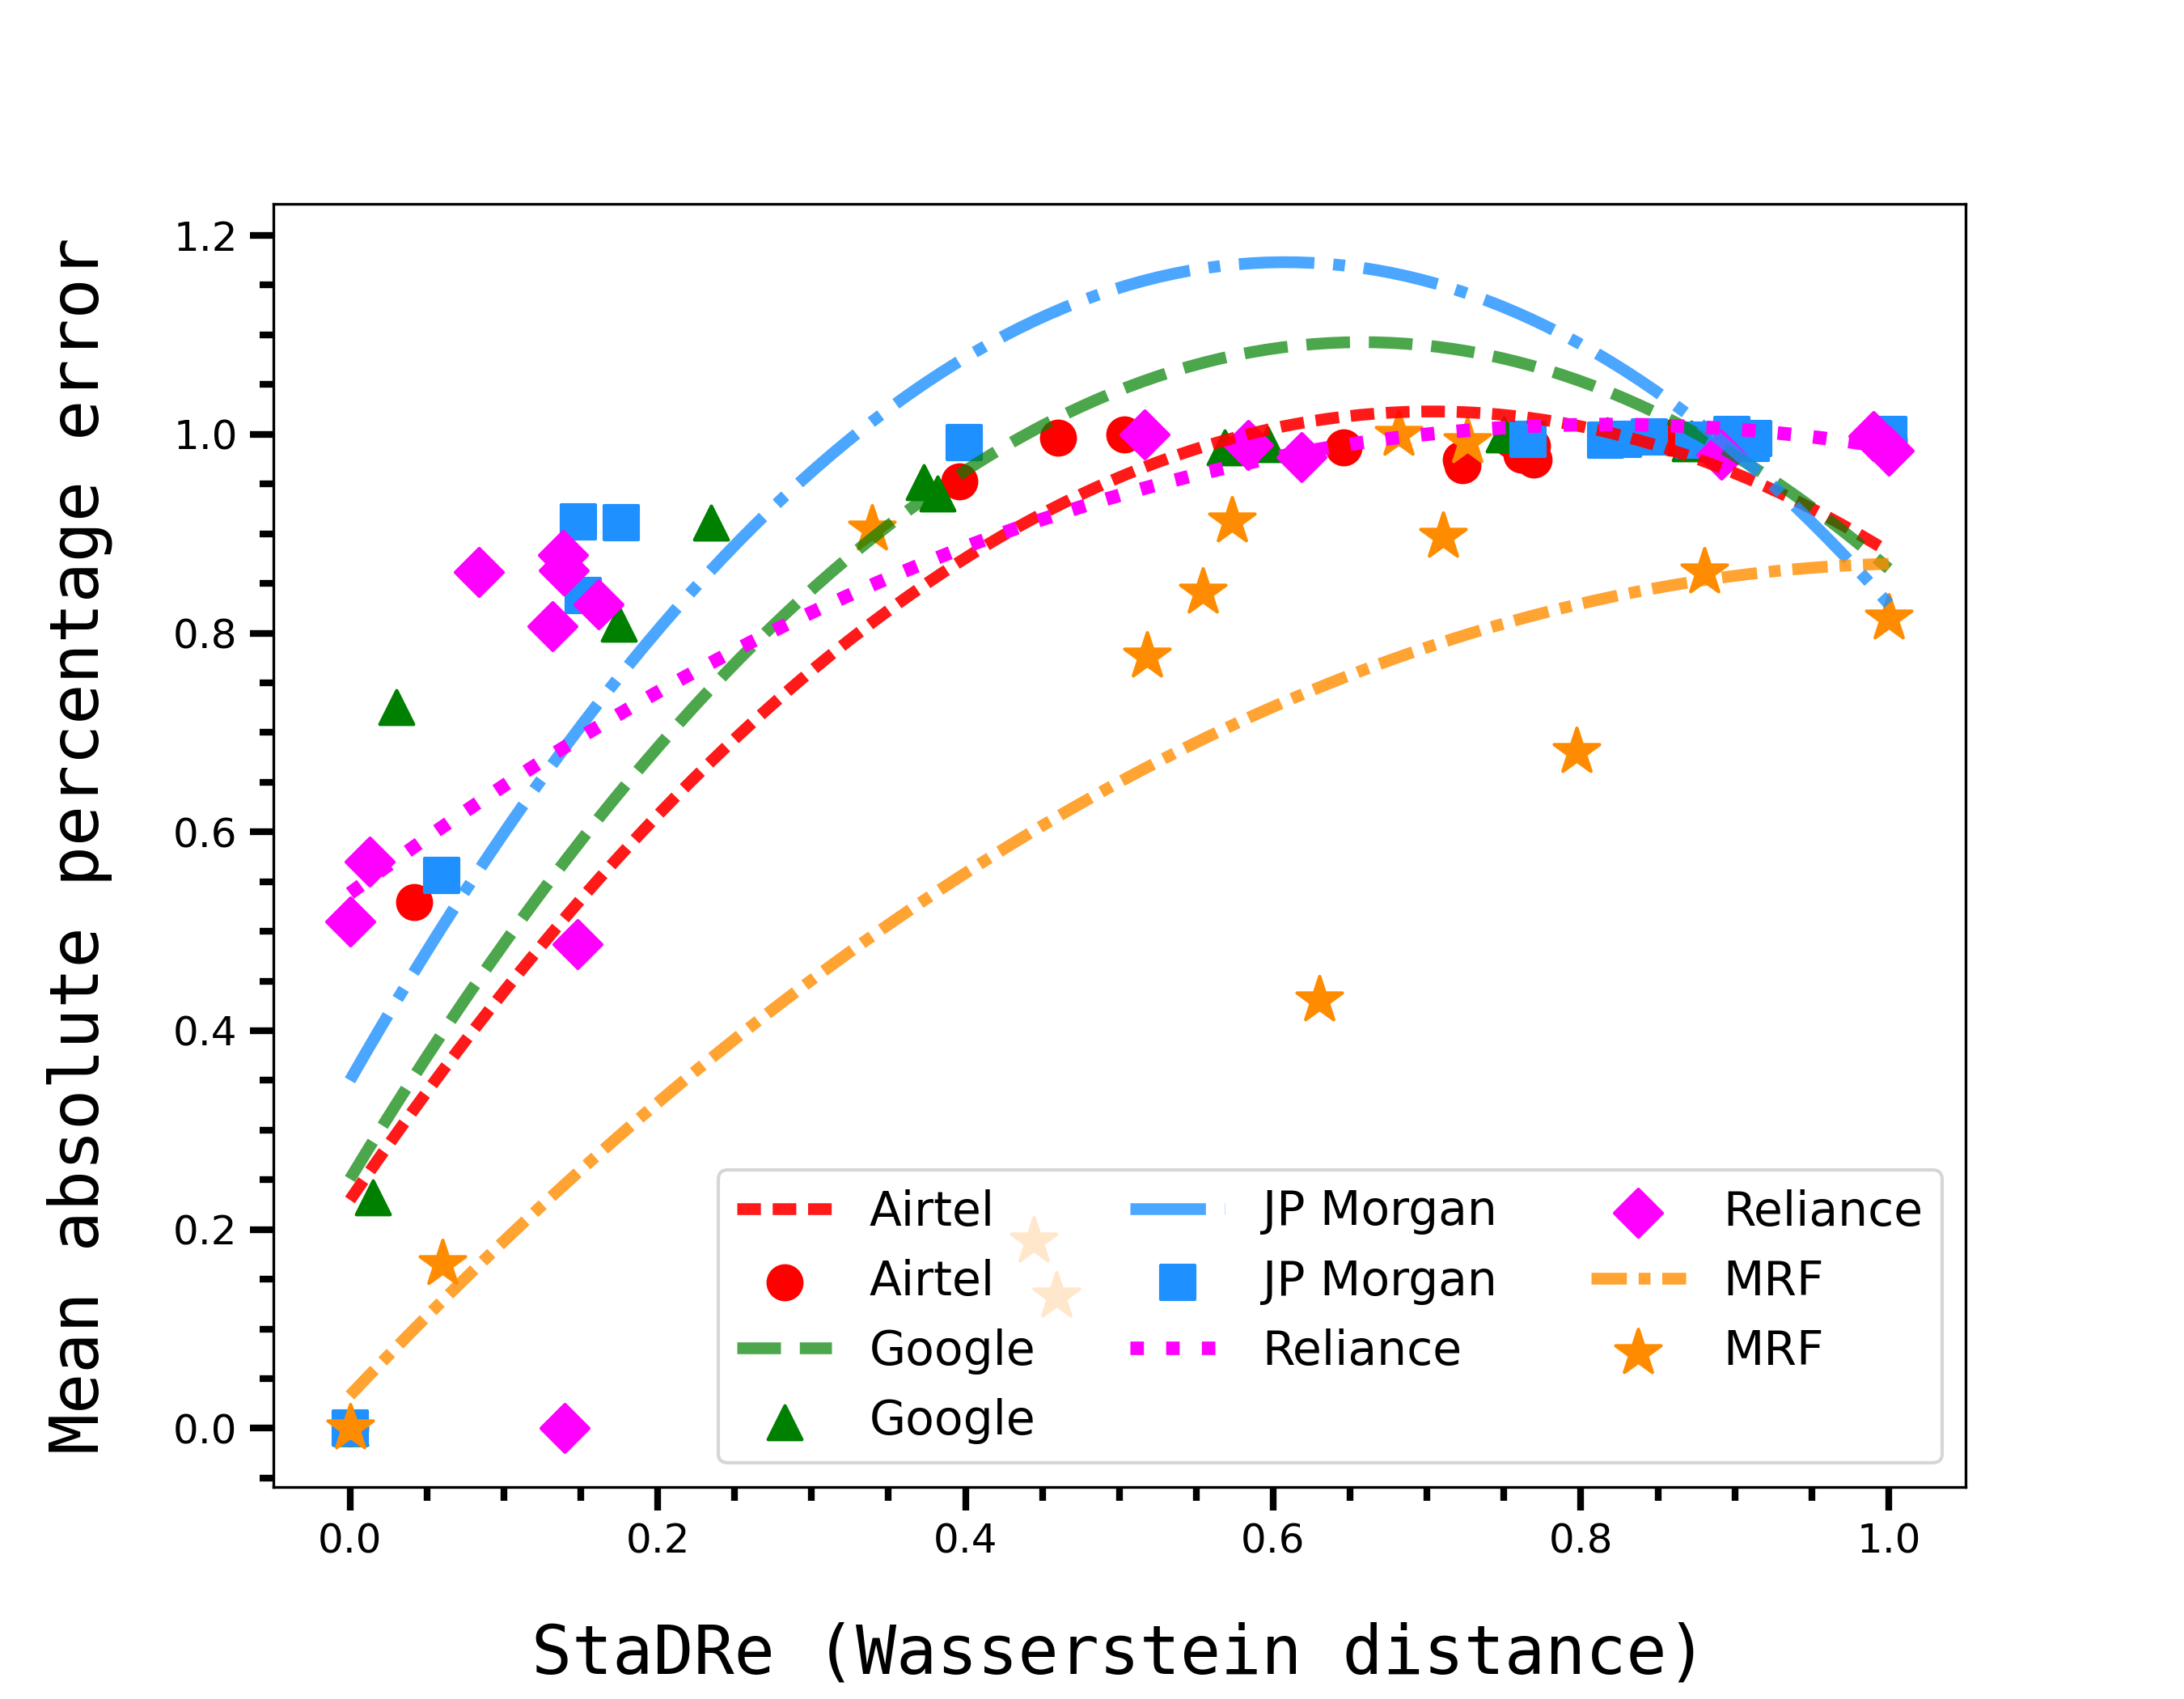 Mean absolute percentage error
1.2
1.0
0.8
0.6
0.4
0.2
0.0
Airtel
Airtel
Google
Google
JP Morgan
JP Morgan
Reliance
Reliance
MRF
MRF
0.0 0.2 0.4 0.6 0.8 1.0
StaDRe (Wasserstein distance)